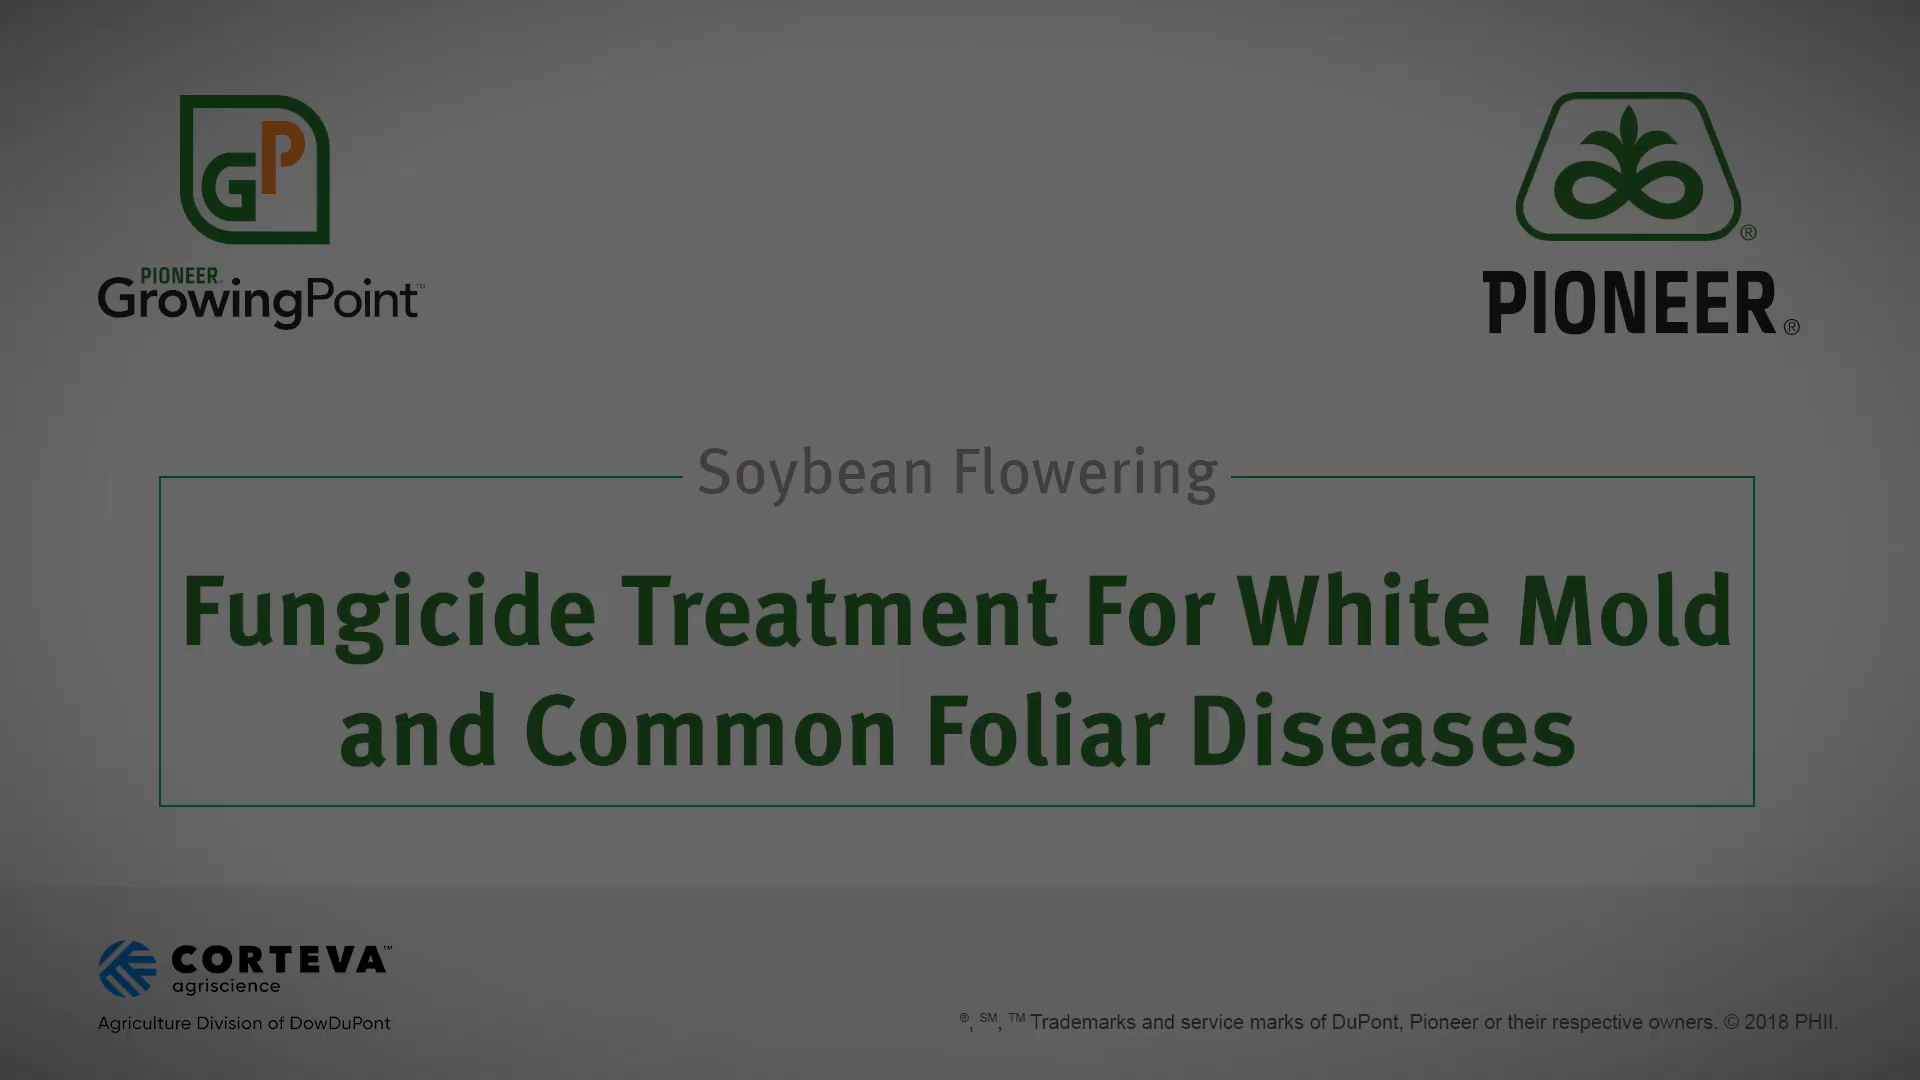 GP
PIONEER™
GrowingPoint™
®
PIONEER®
Soybean Flowering
Fungicide Treatment For White Mold
and Common Foliar Diseases
CORTEVA™
agriscience
Agriculture Division of DowDuPont
®, SM, TM Trademarks and service marks of DuPont, Pioneer or their respective owners. © 2018 PHII.